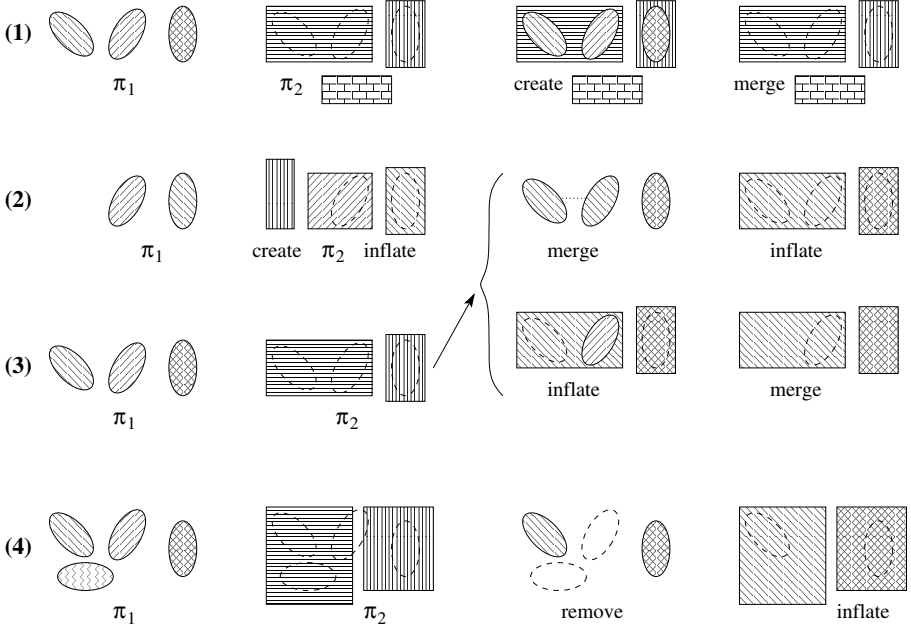 (1)
π1 π2 create merge
(2)
π1 create π2 inflate merge inflate
(3)
inflate merge
π1 π2
(4)
π1 π2 remove inflate